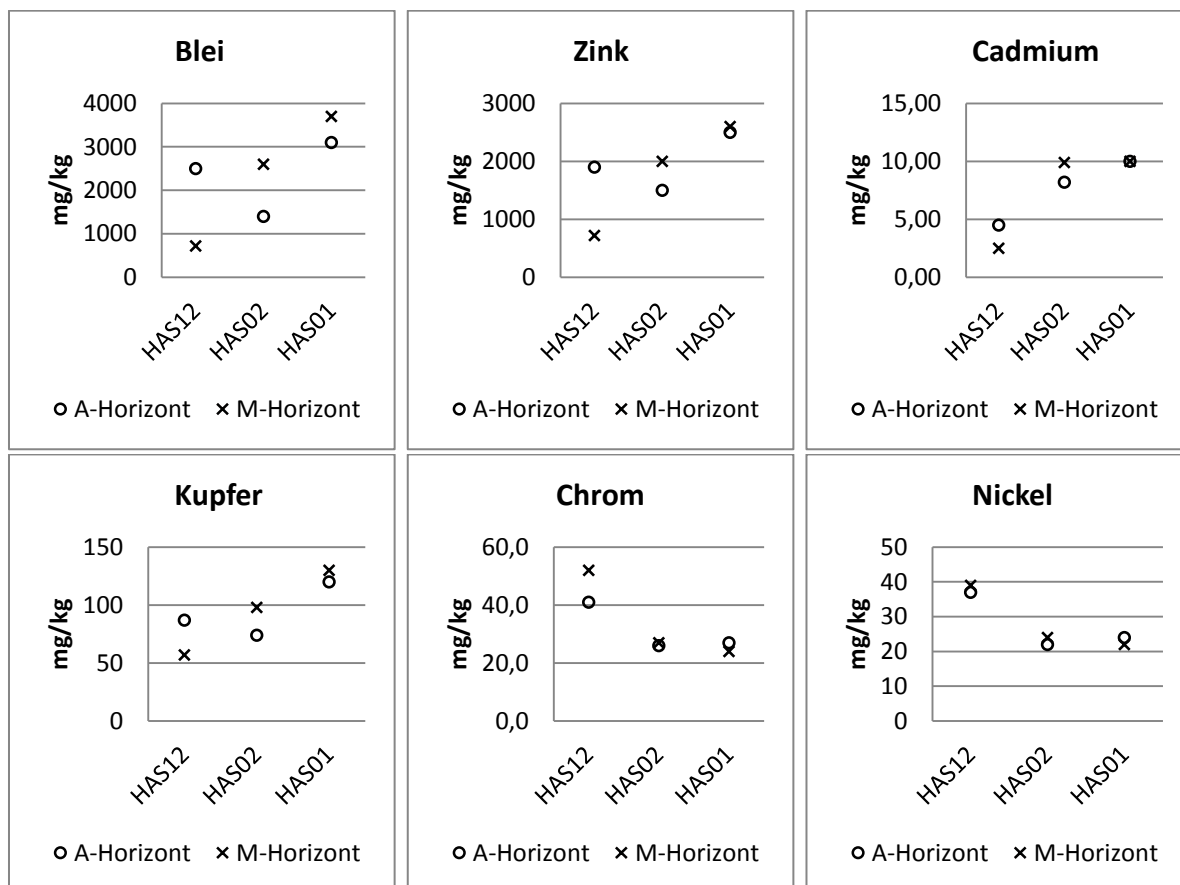 Blei
4000
3000
2000
1000
0
mg/kg
HAS12
HAS02
HAS01
A-Horizont M-Horizont
Zink
3000
2000
1000
0
mg/kg
HAS12
HAS02
HAS01
A-Horizont M-Horizont
Cadmium
15,00
10,00
5,00
0,00
mg/kg
HAS12
HAS02
HAS01
A-Horizont M-Horizont
Kupfer
150
100
50
0
mg/kg
HAS12
HAS02
HAS01
A-Horizont M-Horizont
Chrom
60,0
40,0
20,0
0,0
mg/kg
HAS12
HAS02
HAS01
A-Horizont M-Horizont
Nickel
50
40
30
20
10
0
mg/kg
HAS12
HAS02
HAS01
A-Horizont M-Horizont